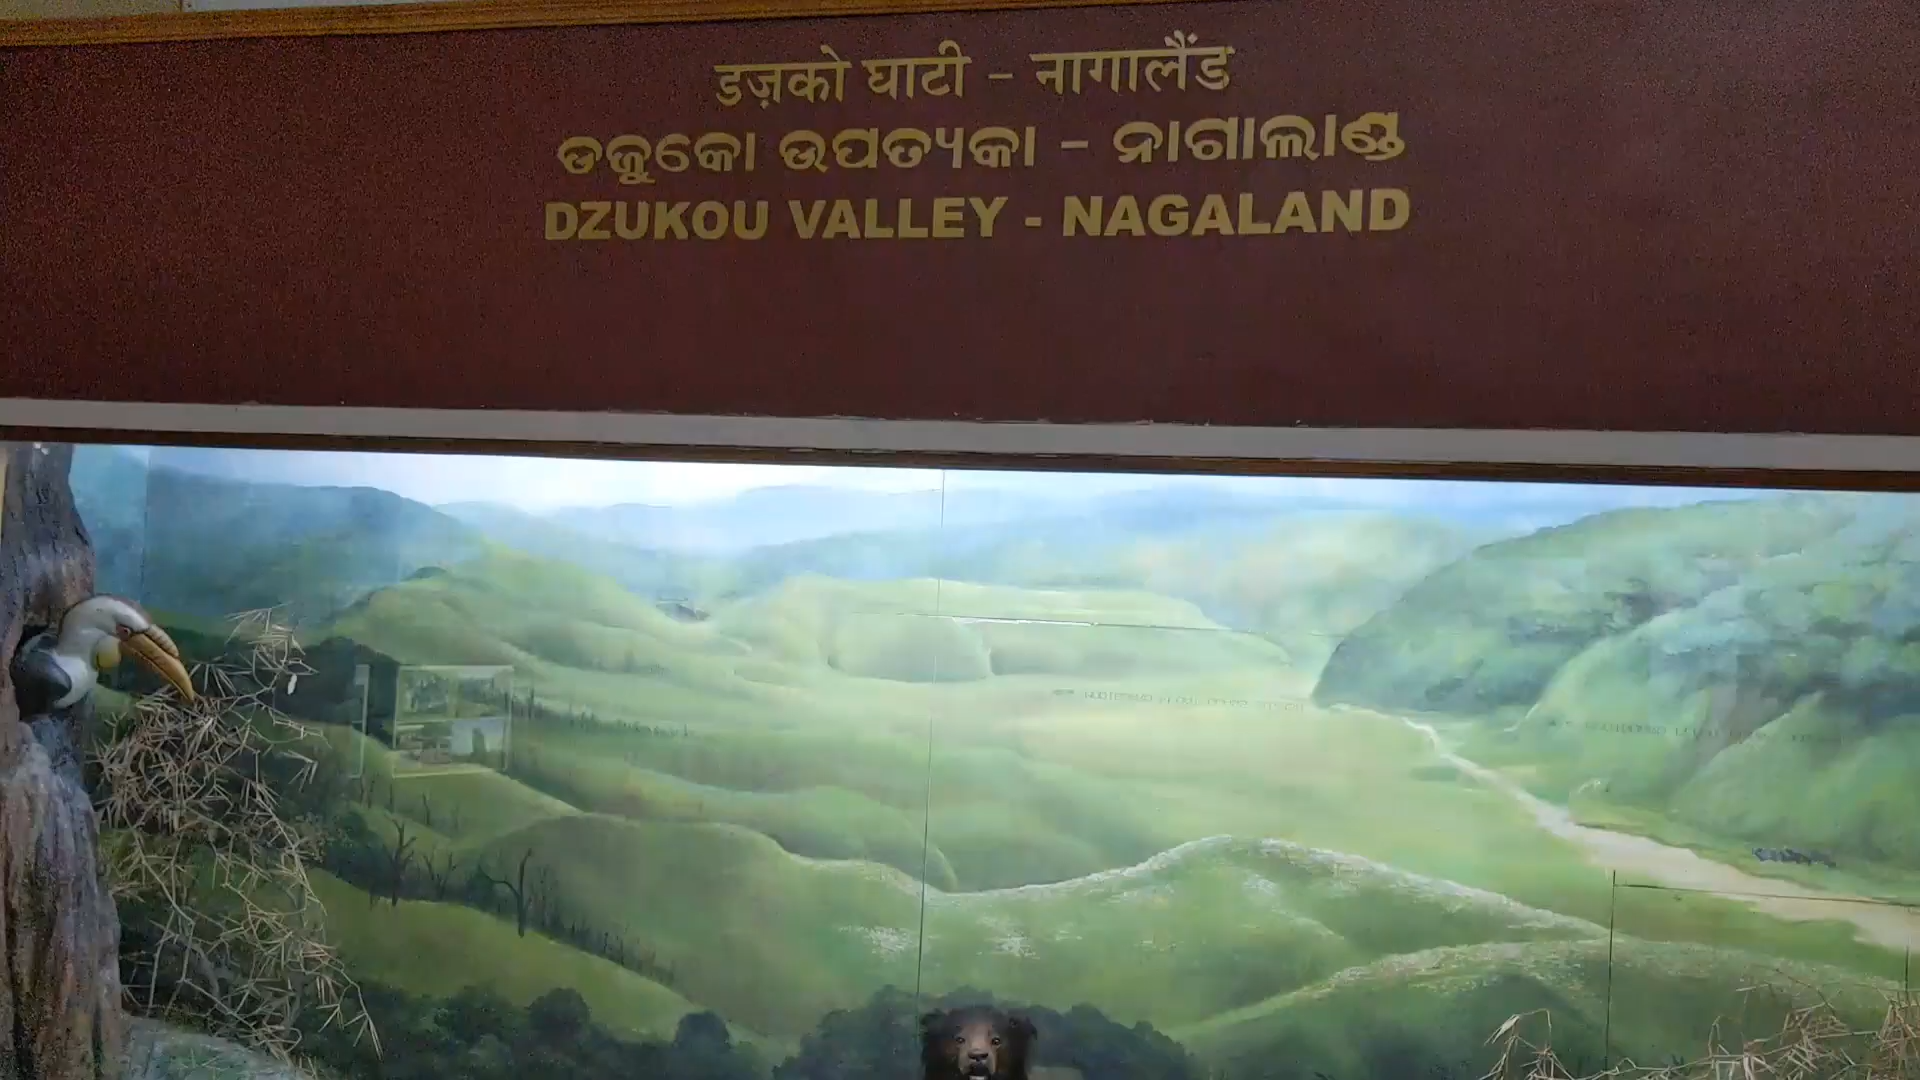 डज़को घाटी – नागालैंड
ଡଜୁକୋ ଉପତ୍ୟକା – ନାଗାଲାଣ୍ଡ
DZUKOU VALLEY - NAGALAND